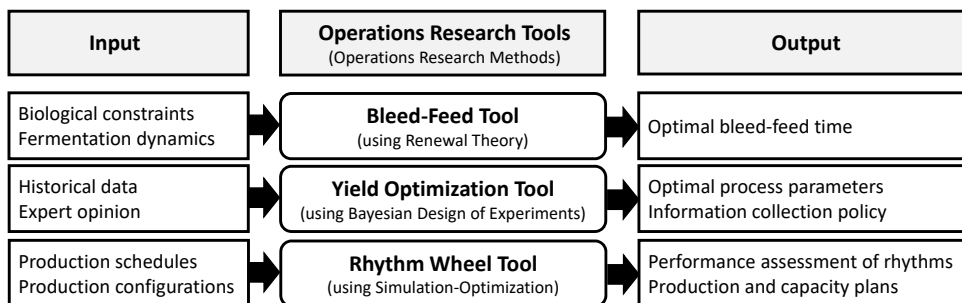 Input
Operations Research Tools
(Operations Research Methods)
Output
Biological constraints
Fermentation dynamics
Bleed-Feed Tool
(using Renewal Theory)
Optimal bleed-feed time
Historical data
Expert opinion
Yield Optimization Tool
(using Bayesian Design of Experiments)
Optimal process parameters
Information collection policy
Production schedules
Production configurations
Rhythm Wheel Tool
(using Simulation-Optimization)
Performance assessment of rhythms
Production and capacity plans